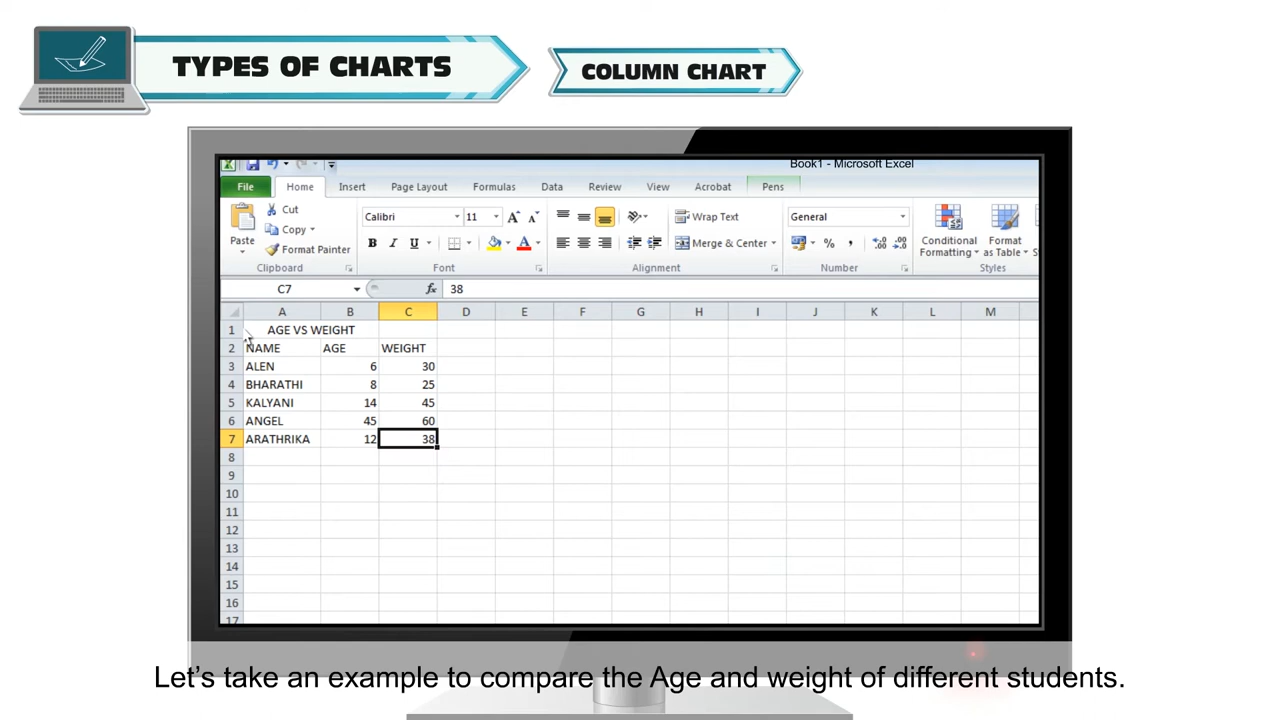 TYPES OF CHARTS
COLUMN CHART
Book1 - Microsoft Excel
File Home Insert Page Layout Formulas Data Review View Acrobat Pens
Cut
Copy
Format Painter
Paste
Calibri 11
B I U
Wrap Text
Merge & Center
General
Conditional Formatting
Format as Table
Clipboard Font Alignment Number Styles
C7 fx 38
A B C D E F G H I J K L M
1 AGE VS WEIGHT
2 NAME AGE WEIGHT
3 ALEN 6 30
4 BHARATHI 8 25
5 KALYANI 14 45
6 ANGEL 45 60
7 ARATHRIKA 12 38
8
9
10
11
12
13
14
15
16
17
Let's take an example to compare the Age and weight of different students.